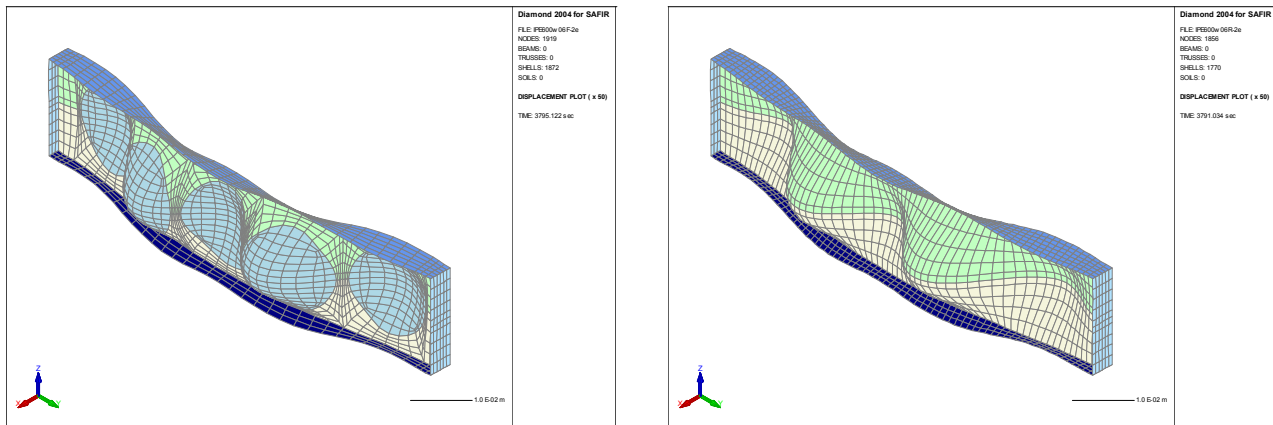 Diamond 2004 for SAFIR
FILE: IPE600w 06F-2e
NODES: 1919
BEAMS: 0
TRUSSES: 0
SHELLS: 1872
SOILS: 0
DISPLACEMENT PLOT ( x 50)
TIME: 3795.122 sec
Z
X
Y
1.0 E-02 m
Diamond 2004 for SAFIR
FILE: IPE600w 06R-2e
NODES: 1856
BEAMS: 0
TRUSSES: 0
SHELLS: 1770
SOILS: 0
DISPLACEMENT PLOT ( x 50)
TIME: 3791.034 sec
Z
X
Y
1.0 E-02 m